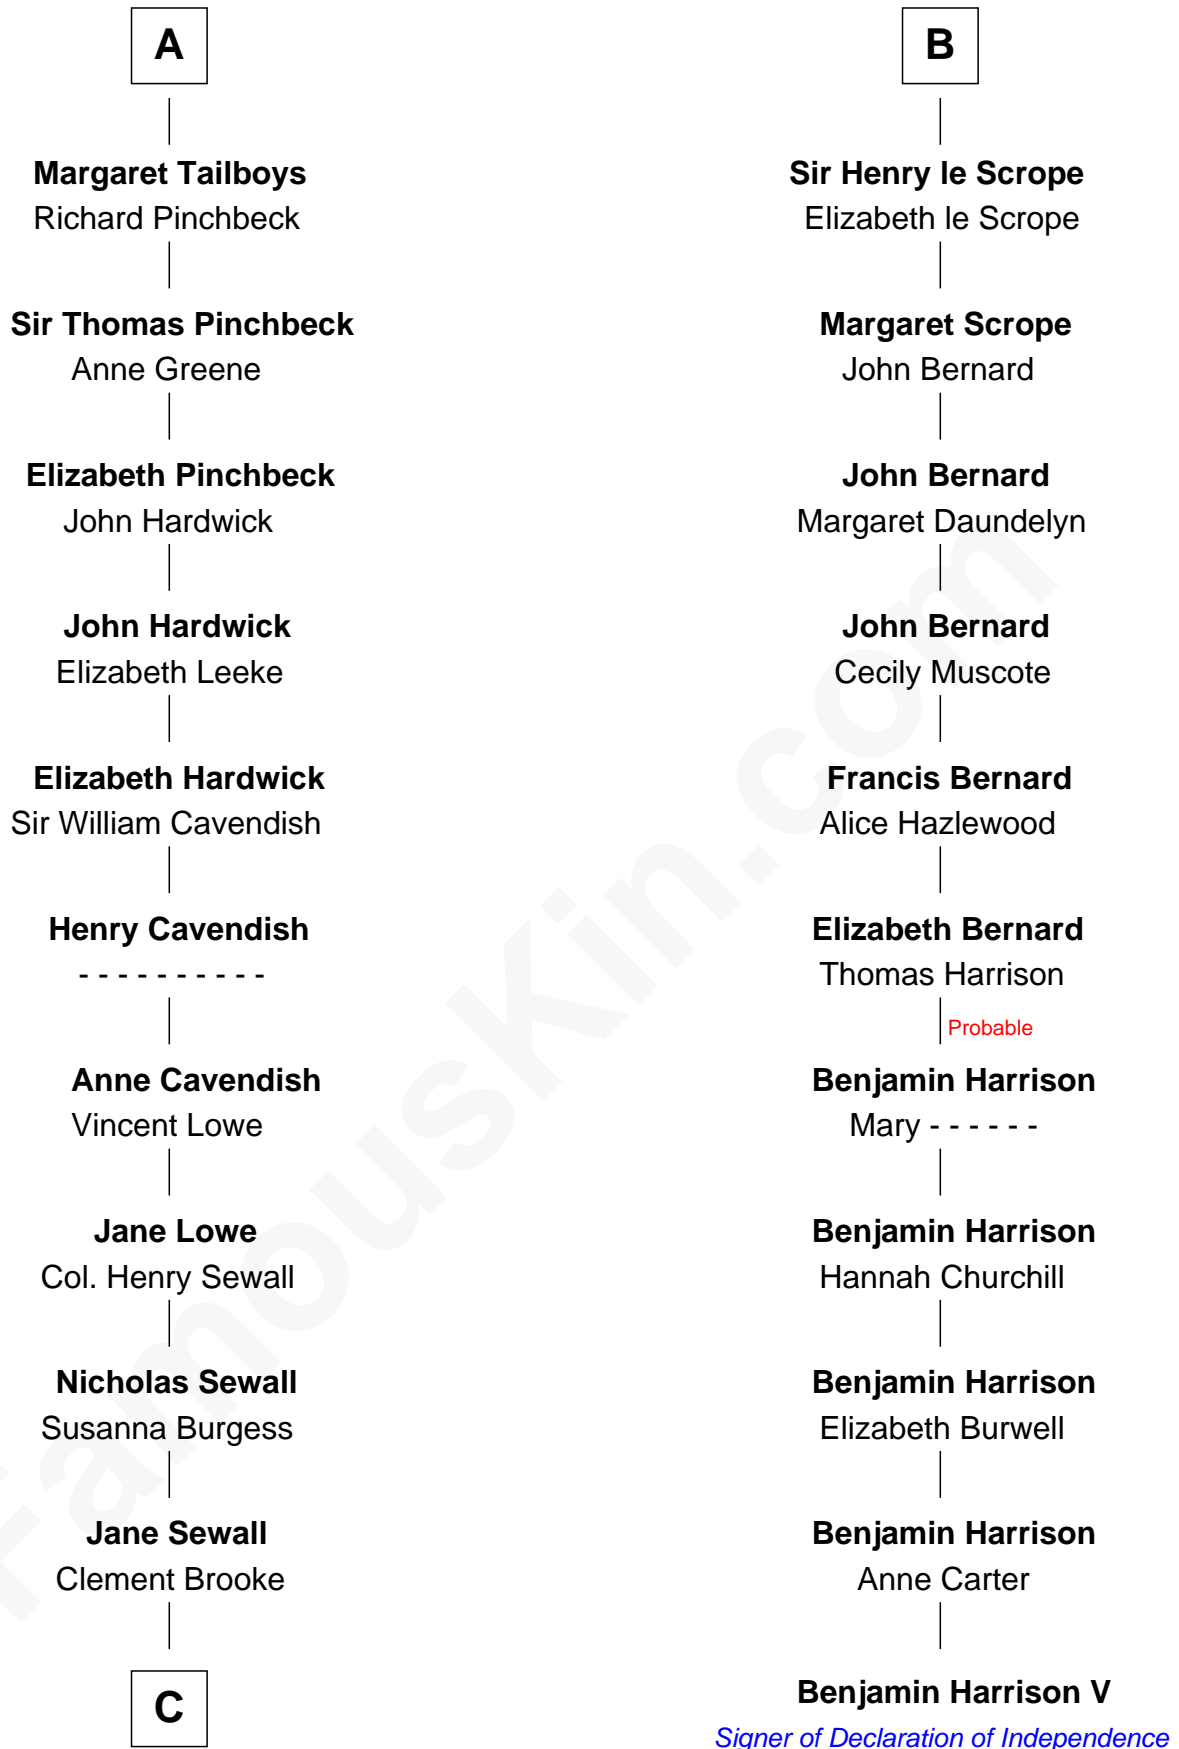 A
Margaret Tailboys
Richard Pinchbeck
Sir Thomas Pinchbeck
Anne Greene
Elizabeth Pinchbeck
John Hardwick
John Hardwick
Elizabeth Leeke
Elizabeth Hardwick
Sir William Cavendish
Henry Cavendish
- - - - - - - - - -
Anne Cavendish
Vincent Lowe
Jane Lowe
Col. Henry Sewall
Nicholas Sewall
Susanna Burgess
Jane Sewall
Clement Brooke
C
B
Sir Henry le Scrope
Elizabeth le Scrope
Margaret Scrope
John Bernard
John Bernard
Margaret Daundelyn
John Bernard
Cecily Muscote
Francis Bernard
Alice Hazlewood
Elizabeth Bernard
Thomas Harrison
Probable
Benjamin Harrison
Mary - - - - - -
Benjamin Harrison
Hannah Churchill
Benjamin Harrison
Elizabeth Burwell
Benjamin Harrison
Anne Carter
Benjamin Harrison V
Signer of Declaration of Independence
FamousKin.com